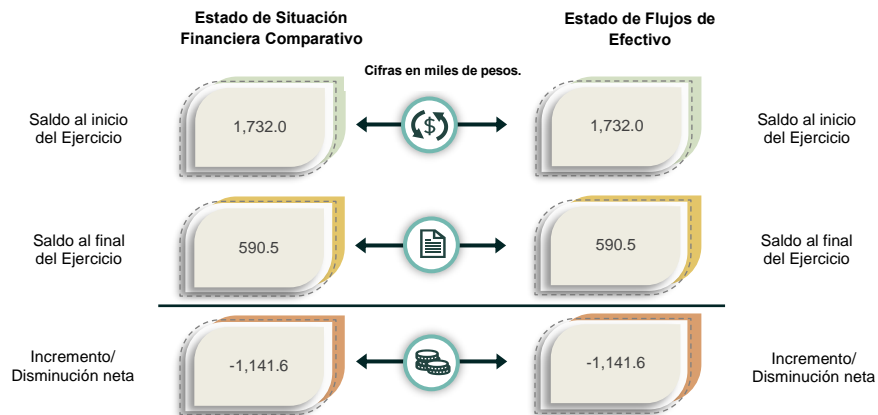 Estado de Situación
Financiera Comparativo
Estado de Flujos de
Efectivo
Cifras en miles de pesos.
Saldo al inicio
del Ejercicio
1,732.0
$
1,732.0
Saldo al inicio
del Ejercicio
Saldo al final
del Ejercicio
590.5
590.5
Saldo al final
del Ejercicio
Incremento/
Disminución neta
-1,141.6
-1,141.6
Incremento/
Disminución neta